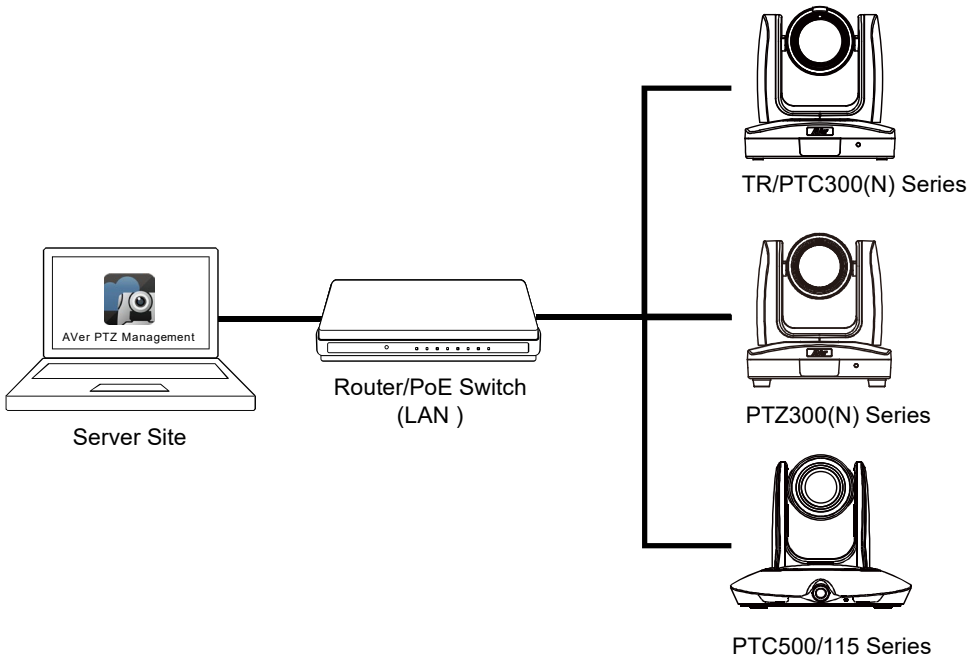 TR/PTC300(N) Series
AVer PTZ Management
Router/PoE Switch
(LAN )
Server Site
PTZ300(N) Series
PTC500/115 Series